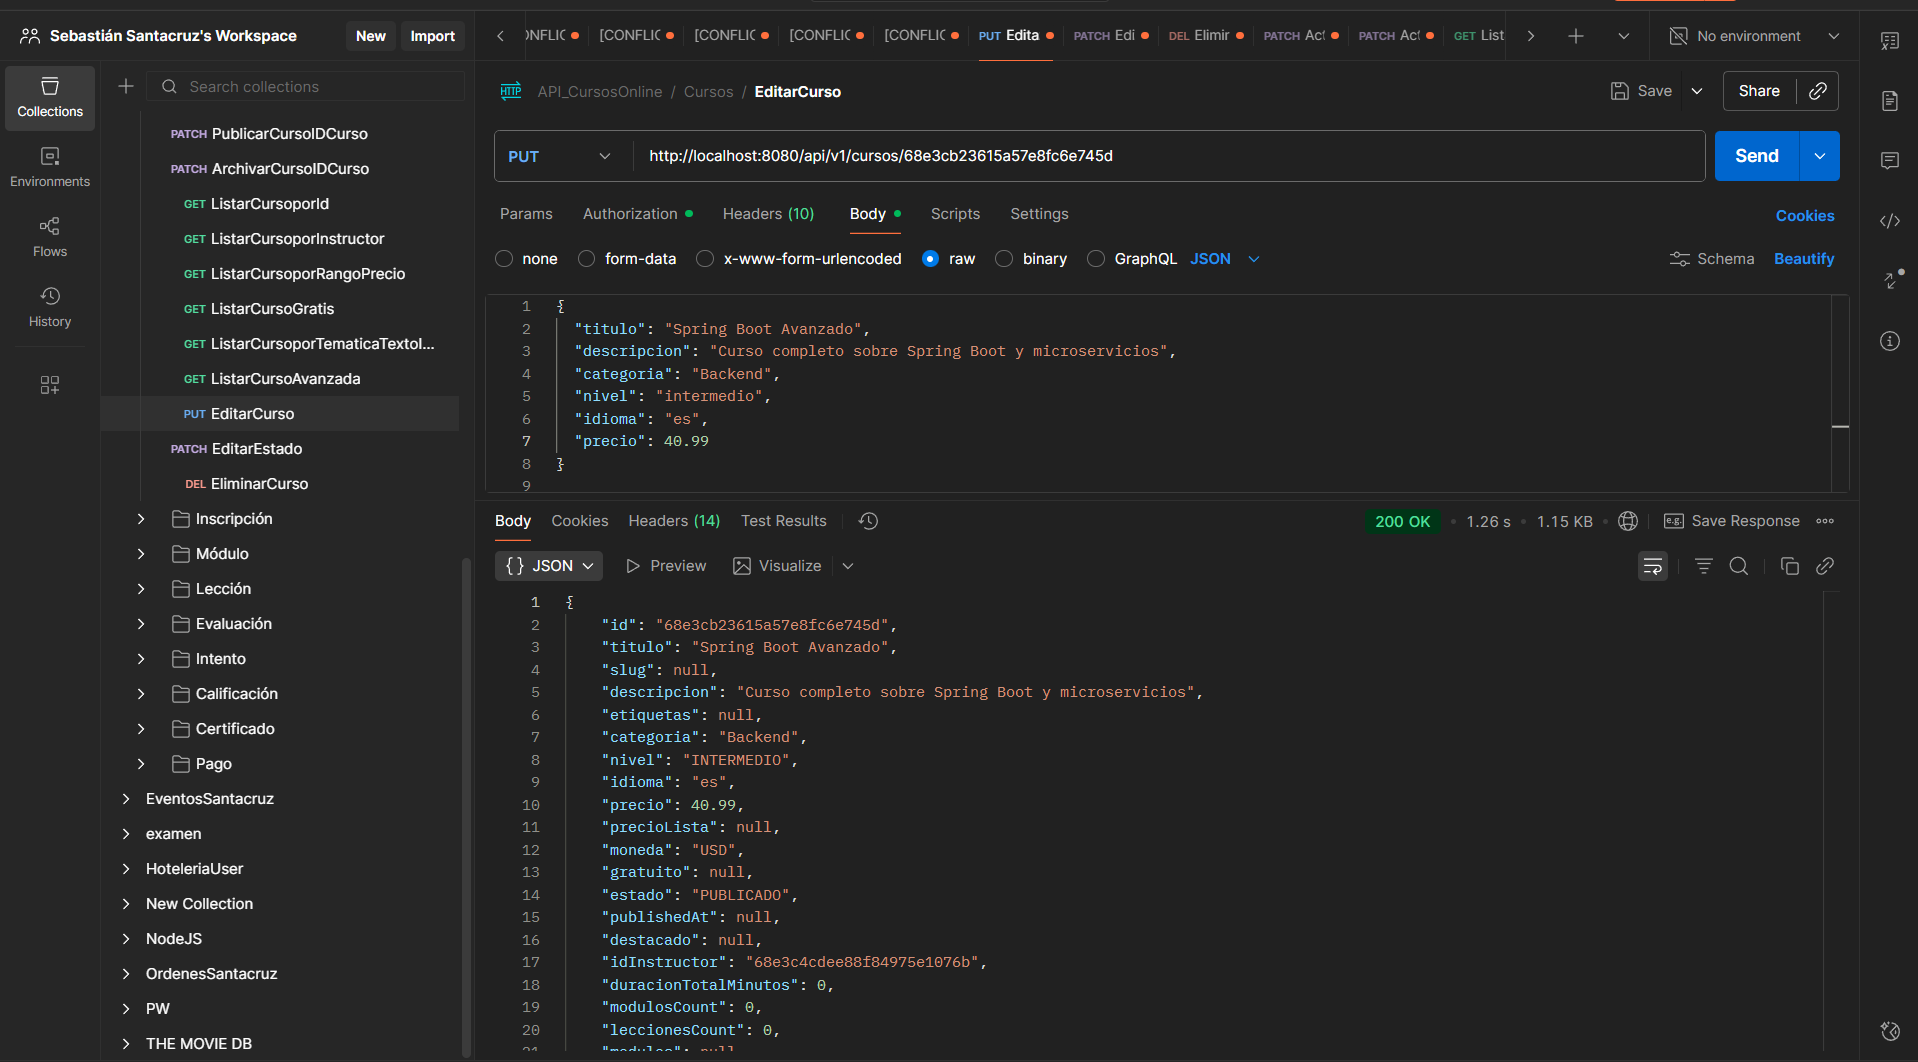 Sebastián Santacruz's Workspace
New
Import
[CONFLIC
[CONFLIC
[CONFLIC
[CONFLIC
PUT Edita
PATCH Edi
DEL Elimir
PATCH Act
PATCH Act
GET List
No environment
Collections
Environments
Flows
History
Search collections
PATCH PublicarCursoIDCurso
PATCH ArchivarCursoIDCurso
GET ListarCursoporId
GET ListarCursoporInstructor
GET ListarCursoporRangoPrecio
GET ListarCursoGratis
GET ListarCursoporTematicaTextoI...
GET ListarCursoAvanzada
PUT EditarCurso
PATCH EditarEstado
DEL EliminarCurso
Inscripción
Módulo
Lección
Evaluación
Intento
Calificación
Certificado
Pago
EventosSantacruz
examen
HoteleriaUser
New Collection
NodeJS
OrdenesSantacruz
PW
THE MOVIE DB
HTTP API_CursosOnline / Cursos / EditarCurso
Save
Share
PUT http://localhost:8080/api/v1/cursos/68e3cb23615a57e8fc6e745d
Send
Params Authorization Headers (10) Body Scripts Settings
Cookies
none form-data x-www-form-urlencoded raw binary GraphQL JSON
Schema Beautify
1 {
2 "titulo": "Spring Boot Avanzado",
3 "descripcion": "Curso completo sobre Spring Boot y microservicios",
4 "categoria": "Backend",
5 "nivel": "intermedio",
6 "idioma": "es",
7 "precio": 40.99
8 }
9
Body Cookies Headers (14) Test Results
200 OK • 1.26 s • 1.15 KB
e.g. Save Response
{} JSON Preview Visualize
1 {
2 "id": "68e3cb23615a57e8fc6e745d",
3 "titulo": "Spring Boot Avanzado",
4 "slug": null,
5 "descripcion": "Curso completo sobre Spring Boot y microservicios",
6 "etiquetas": null,
7 "categoria": "Backend",
8 "nivel": "INTERMEDIO",
9 "idioma": "es",
10 "precio": 40.99,
11 "precioLista": null,
12 "moneda": "USD",
13 "gratuito": null,
14 "estado": "PUBLICADO",
15 "publishedAt": null,
16 "destacado": null,
17 "idInstructor": "68e3c4cdee88f84975e1076b",
18 "duracionTotalMinutos": 0,
19 "modulosCount": 0,
20 "leccionesCount": 0,